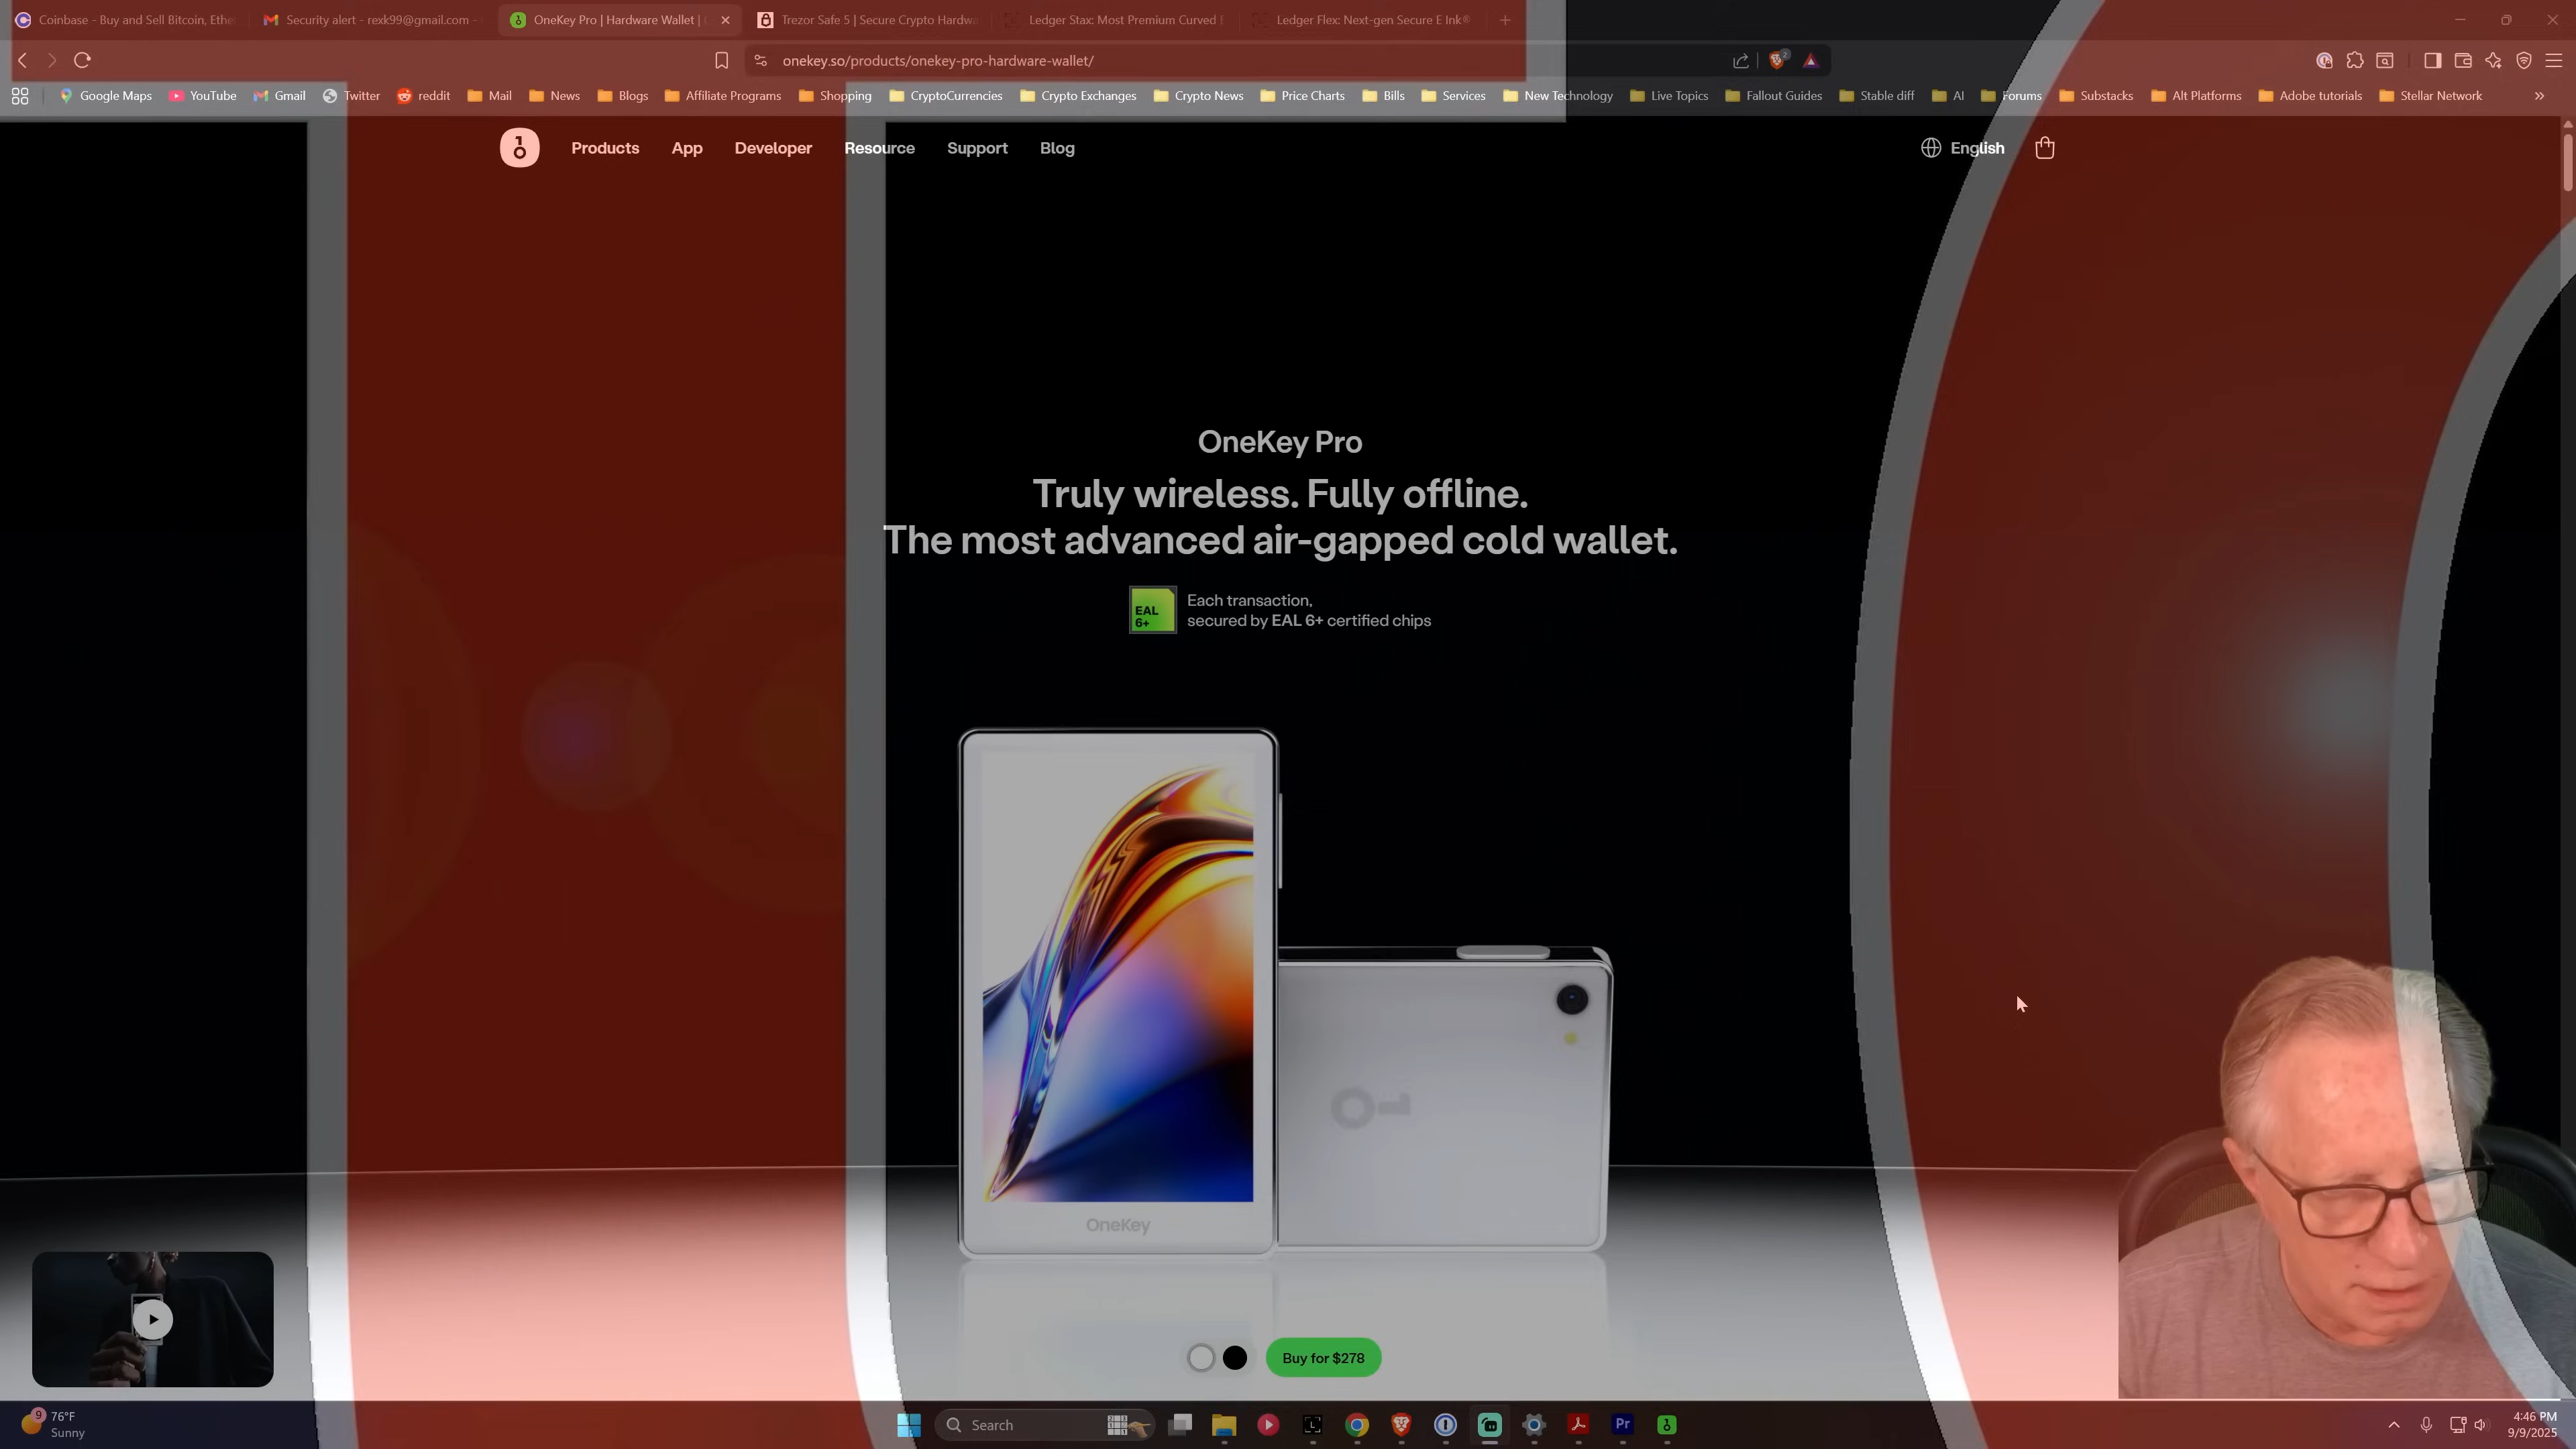 Coinbase - Buy and Sell Bitcoin, Ethe
Security alert - rexk99@gmail.com -
OneKey Pro | Hardware Wallet |
Trezor Safe 5 | Secure Crypto Hardwa
Ledger Stax: Most Premium Curved E
Ledger Flex: Next-gen Secure E Ink®
onekey.so/products/onekey-pro-hardware-wallet/
2
Google Maps
YouTube
Gmail
Twitter
reddit
Mail
News
Blogs
Affiliate Programs
Shopping
CryptoCurrencies
Crypto Exchanges
Crypto News
Price Charts
Bills
Services
New Technology
Live Topics
Fallout Guides
Stable diff
AI
Forums
Substacks
Alt Platforms
Adobe tutorials
Stellar Network
Products
App
Developer
Resource
Support
Blog
English
OneKey Pro
Truly wireless. Fully offline.
The most advanced air-gapped cold wallet.
EAL
6+
Each transaction,
secured by EAL 6+ certified chips
OneKey
Buy for $278
9
76°F
Sunny
Search
L
Pr
4:46 PM
9/9/2025